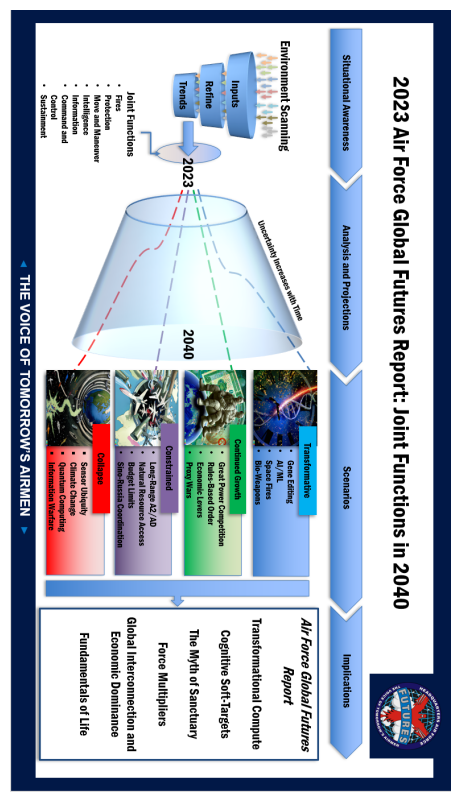 2023 Air Force Global Futures Report: Joint Functions in 2040
HEADQUARTERS AIR FORCE
FUTURES
Situational Awareness
Analysis and Projections
Scenarios
Implications
Environment Scanning
Inputs
Refine
Trends
Joint Functions
• Fires
• Protection
• Move and Maneuver
• Intelligence
• Information
• Command and
Control
• Sustainment
2023
Uncertainty Increases with Time
2040
Transformative
• Gene Editing
• AI/ML
• Space Fires
• Bio-Weapons
Continued Growth
• Great Power Competition
• Rules-Based Order
• Economic Levers
• Proxy Wars
Constrained
• Long-Range A2/AD
• Natural Resource Access
• Budget Limits
• Sino-Russia Coordination
Collapse
• Sensor Ubiquity
• Climate Change
• Quantum Computing
• Information Warfare
Air Force Global Futures
Report
Transformational Compute
Cognitive Soft-Targets
The Myth of Sanctuary
Force Multipliers
Global Interconnection and
Economic Dominance
Fundamentals of Life
THE VOICE OF TOMORROW'S AIRMEN